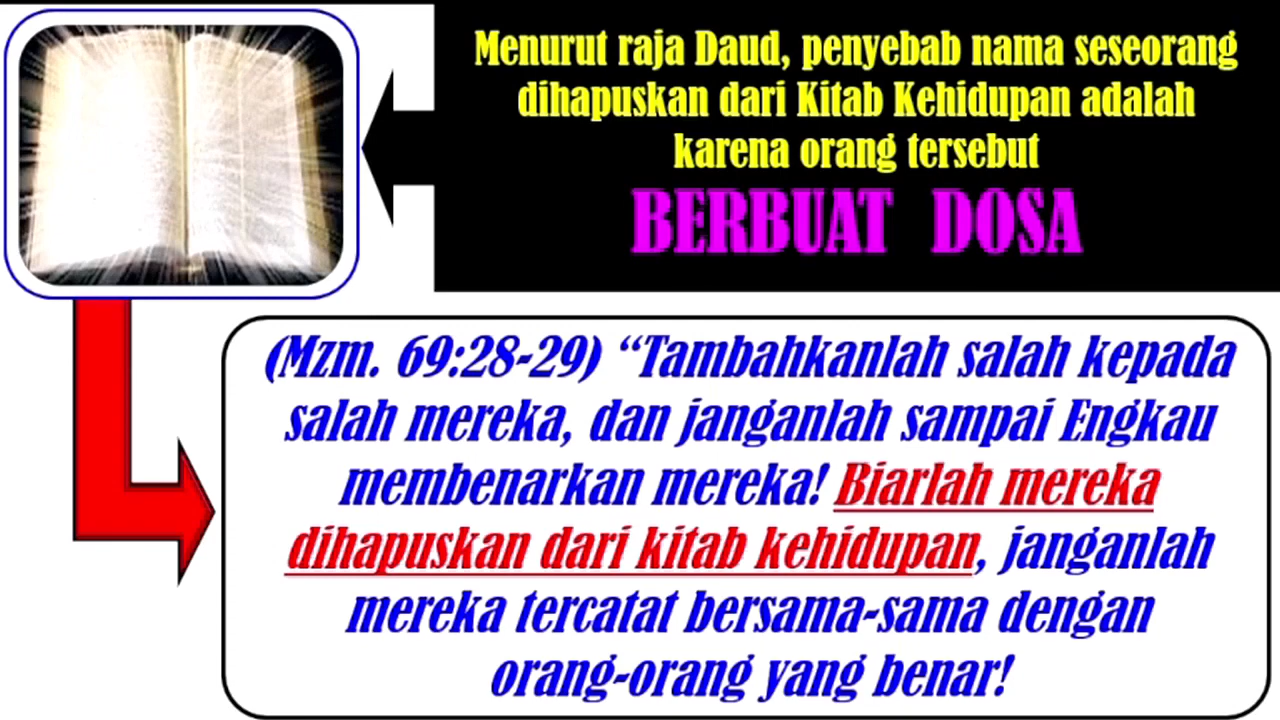 Menurut raja Daud, penyebab nama seseorang
dihapuskan dari Kitab Kehidupan adalah
karena orang tersebut
BERBUAT DOSA
(Mzm. 69:28-29) “Tambahkanlah salah kepada
salah mereka, dan janganlah sampai Engkau
membenarkan mereka! Biarlah mereka
dihapuskan dari kitab kehidupan, janganlah
mereka tercatat bersama-sama dengan
orang-orang yang benar!